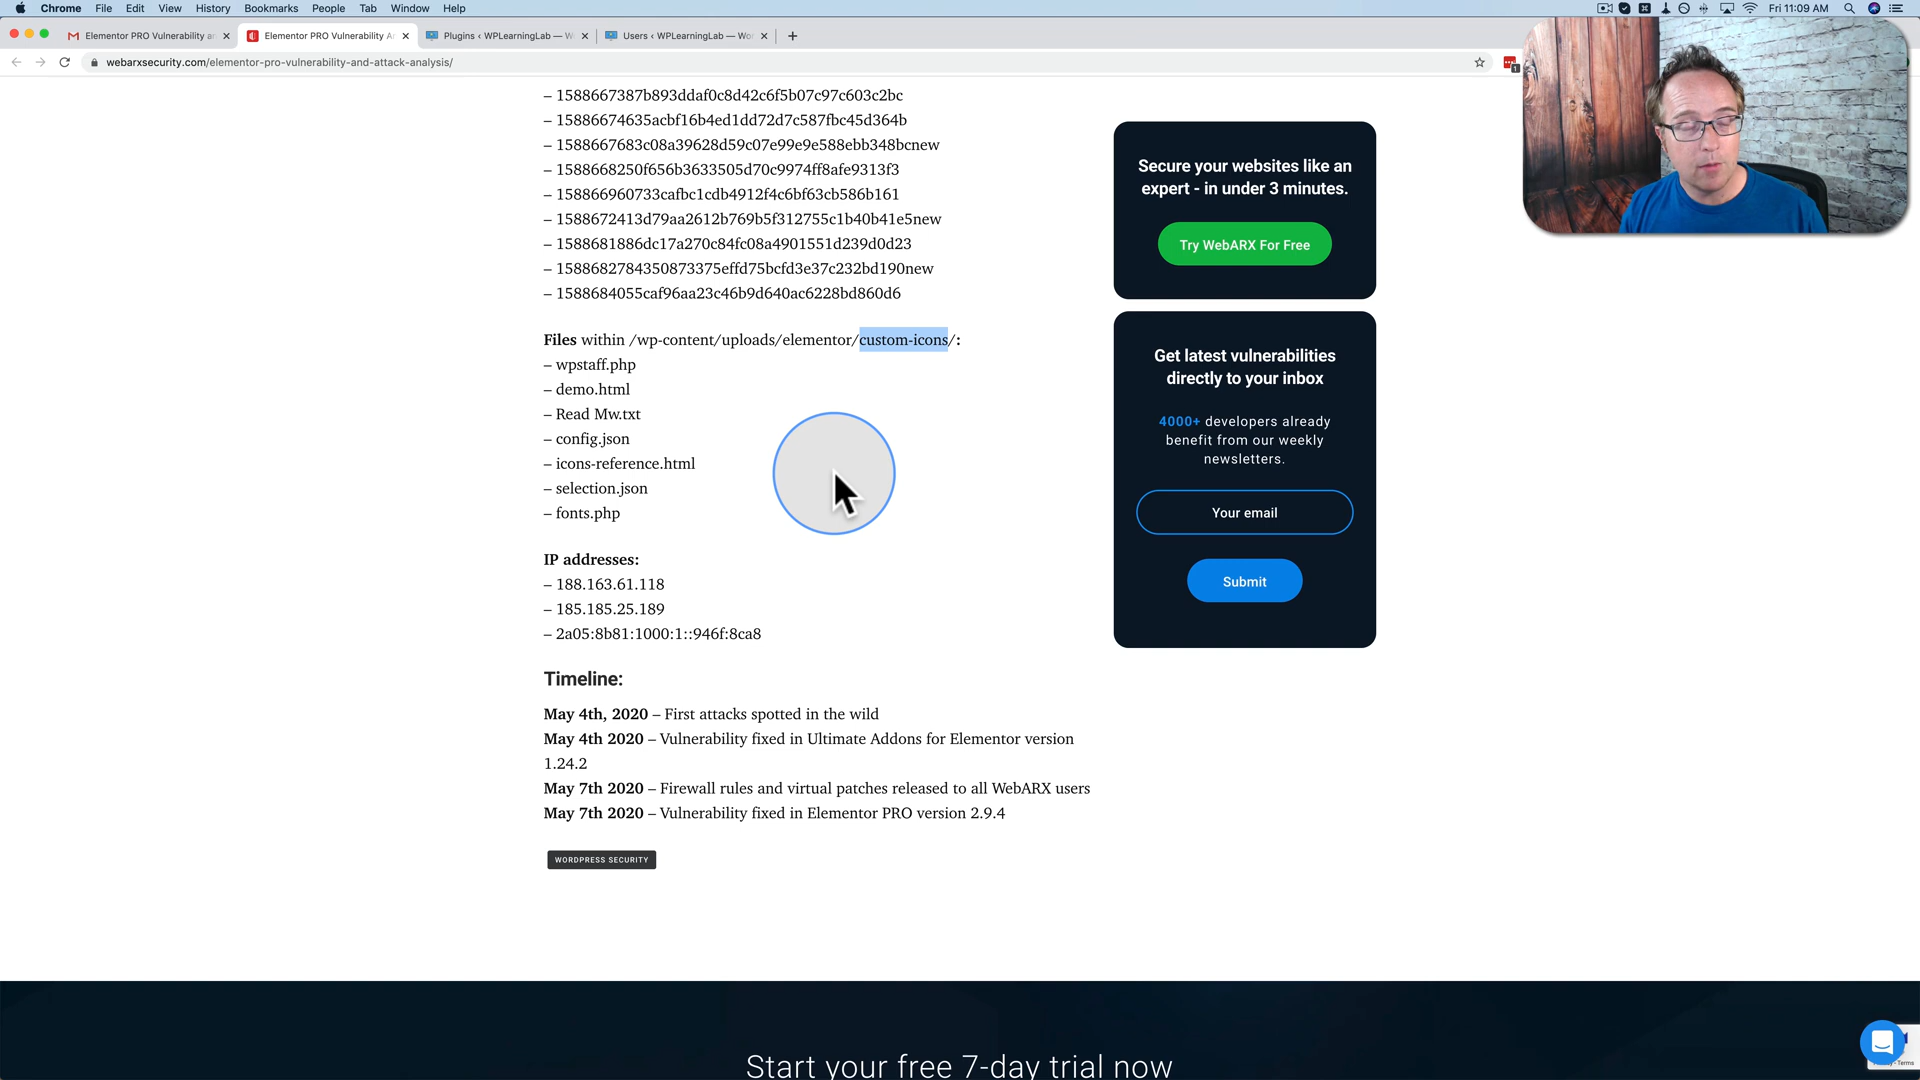 Chrome File Edit View History Bookmarks People Tab Window Help Fri 11:09 AM
Elementor PRO Vulnerability an
Elementor PRO Vulnerability A
Plugins ‹ WPLearningLab — W
Users ‹ WPLearningLab — Wor
webarxsecurity.com/elementor-pro-vulnerability-and-attack-analysis/
– 1588667387b893ddaf0c8d42c6f5b07c97c603c2bc
– 15886674635acbf16b4ed1dd72d7c587fbc45d364b
– 1588667683c08a39628d59c07e99e9e588ebb348bcnew
– 1588668250f656b3633505d70c9974ff8afe9313f3
– 158866960733cafbc1cdb4912f4c6bf63cb586b161
– 1588672413d79aa2612b769b5f312755c1b40b41e5new
– 1588681886dc17a270c84fc08a4901551d239d0d23
– 1588682784350873375effd75bcfd3e37c232bd190new
– 1588684055caf96aa23c46b9d640ac6228bd860d6
Files within /wp-content/uploads/elementor/custom-icons/:
– wpstaff.php
– demo.html
– Read Mw.txt
– config.json
– icons-reference.html
– selection.json
– fonts.php
IP addresses:
– 188.163.61.118
– 185.185.25.189
– 2a05:8b81:1000:1::946f:8ca8
Timeline:
May 4th, 2020 – First attacks spotted in the wild
May 4th 2020 – Vulnerability fixed in Ultimate Addons for Elementor version
1.24.2
May 7th 2020 – Firewall rules and virtual patches released to all WebARX users
May 7th 2020 – Vulnerability fixed in Elementor PRO version 2.9.4
WORDPRESS SECURITY
Secure your websites like an
expert - in under 3 minutes.
Try WebARX For Free
Get latest vulnerabilities
directly to your inbox
4000+ developers already
benefit from our weekly
newsletters.
Your email
Submit
Start your free 7-day trial now